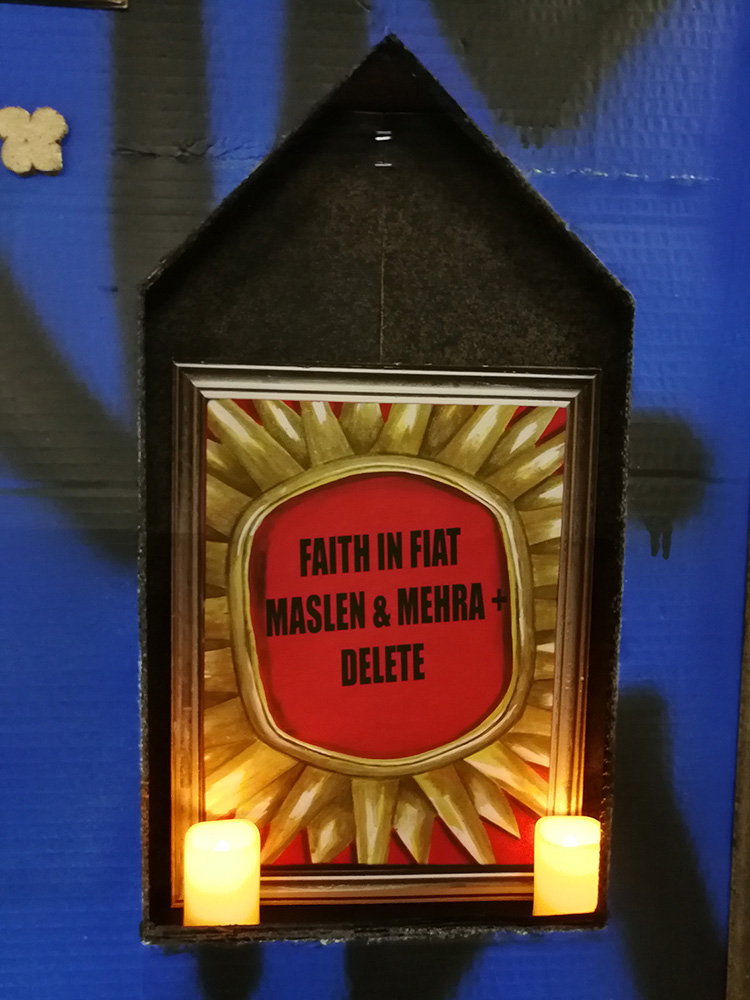 FAITH IN FIAT
MASLEN & MEHRA +
DELETE